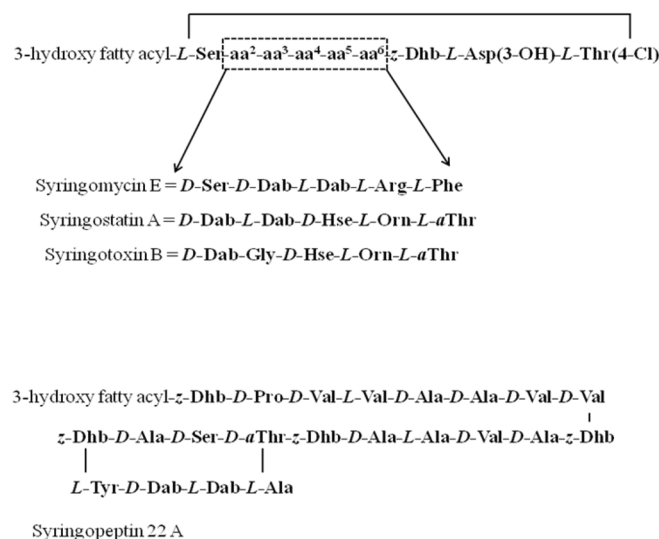 3-hydroxy fatty acyl-L-Ser-aa²-aa³-aa⁴-aa⁵-aa⁶-z-Dhb-L-Asp(3-OH)-L-Thr(4-Cl)
Syringomycin E = D-Ser-D-Dab-L-Dab-L-Arg-L-Phe
Syringostatin A = D-Dab-L-Dab-D-Hse-L-Orn-L-aThr
Syringotoxin B = D-Dab-Gly-D-Hse-L-Orn-L-aThr
3-hydroxy fatty acyl-z-Dhb-D-Pro-D-Val-L-Val-D-Ala-D-Ala-D-Val-D-Val
z-Dhb-D-Ala-D-Ser-D-aThr-z-Dhb-D-Ala-L-Ala-D-Val-D-Ala-z-Dhb
L-Tyr-D-Dab-L-Dab-L-Ala
Syringopeptin 22 A